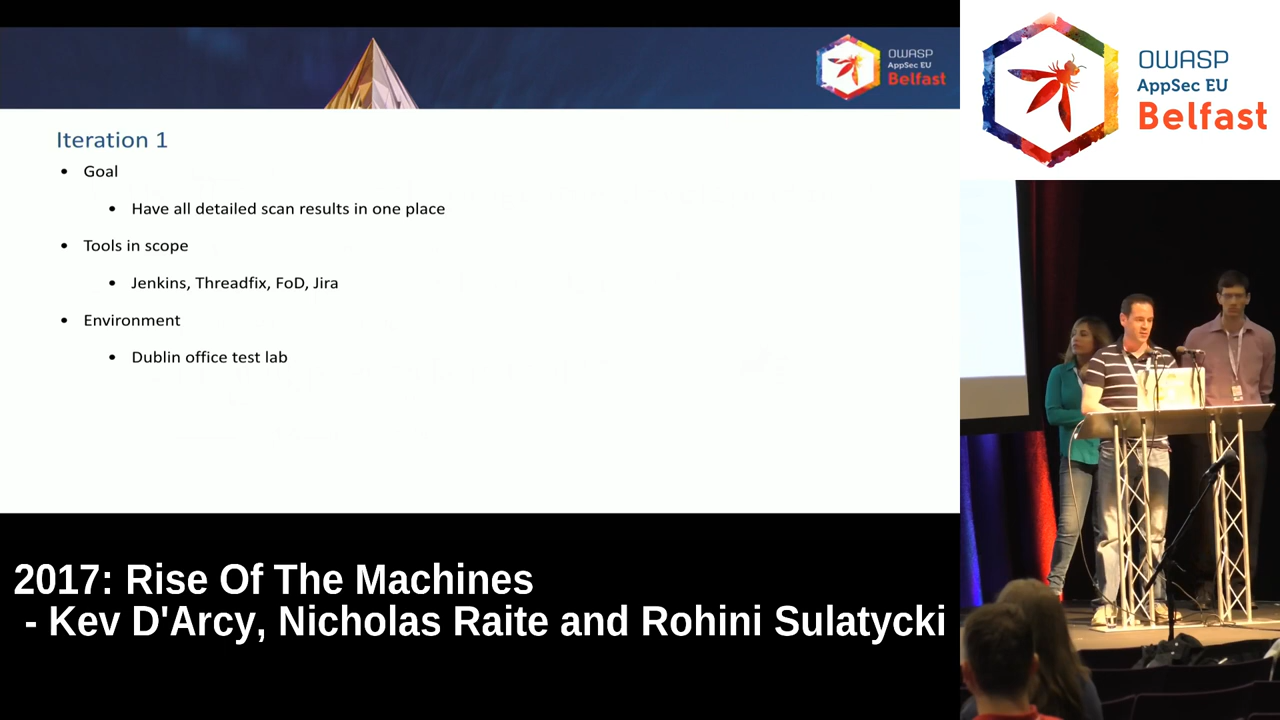 OWASP
AppSec EU
Belfast
Iteration 1
• Goal
• Have all detailed scan results in one place
• Tools in scope
• Jenkins, Threadfix, FoD, Jira
• Environment
• Dublin office test lab
2017: Rise Of The Machines
- Kev D'Arcy, Nicholas Raite and Rohini Sulatycki
OWASP
AppSec EU
Belfast